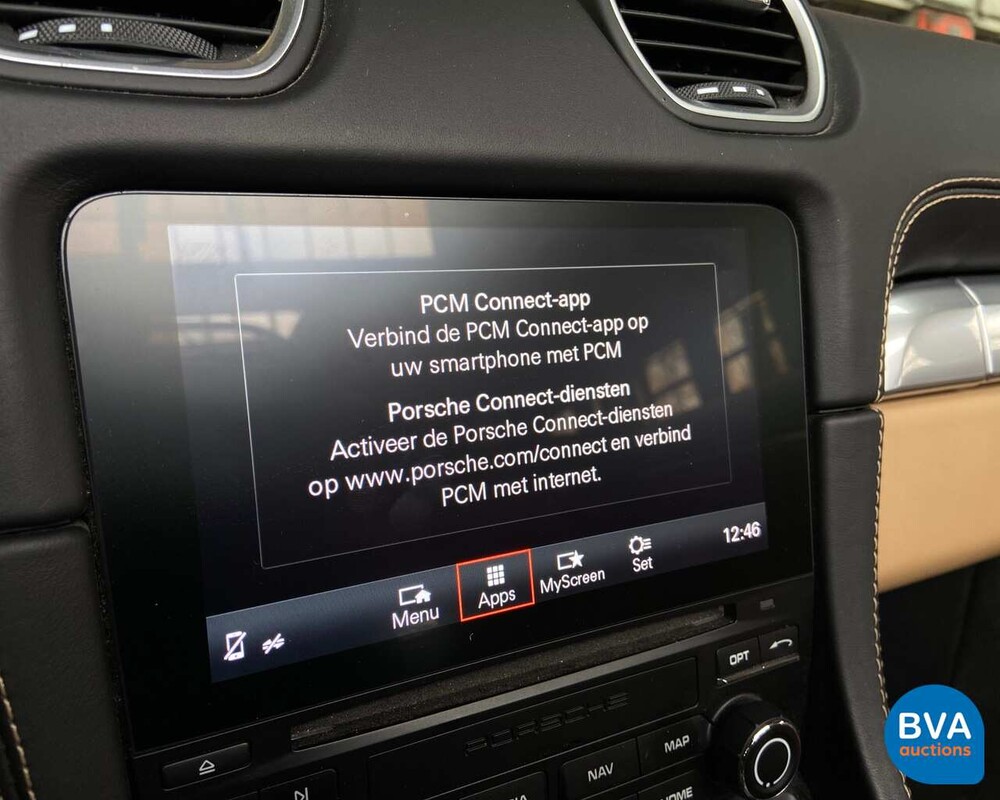 PCM Connect-app
Verbind de PCM Connect-app op
uw smartphone met PCM
Porsche Connect-diensten
Activeer de Porsche Connect-diensten
op www.porsche.com/connect en verbind
PCM met internet.
Menu
Apps
MyScreen
Set
12:46
OPT
PORSCHE
NAV
MAP
BVA
auctions